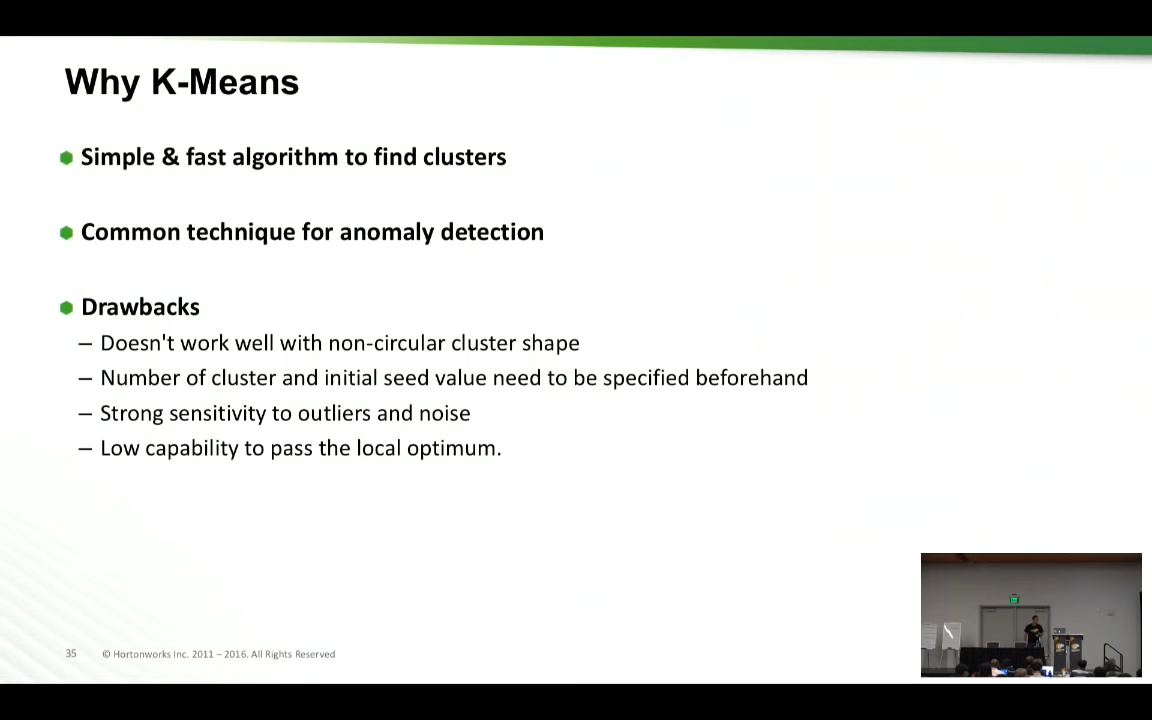 Why K-Means
Simple & fast algorithm to find clusters
Common technique for anomaly detection
Drawbacks
– Doesn't work well with non-circular cluster shape
– Number of cluster and initial seed value need to be specified beforehand
– Strong sensitivity to outliers and noise
– Low capability to pass the local optimum.
35 © Hortonworks Inc. 2011 – 2016. All Rights Reserved